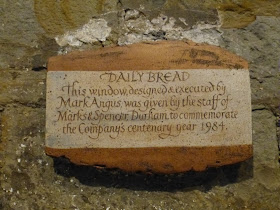 DAILY BREAD
This window, designed & executed by
Mark Angus, was given by the staff of
Marks & Spencer, Durham, to commemorate
the Company's centenary year 1984.